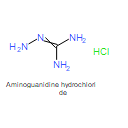 H₂N
N
NH₂
NH₂
HCl
Aminoguanidine hydrochlori
de